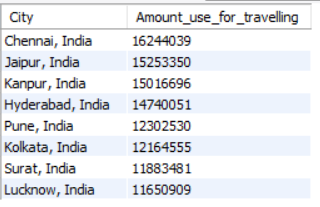 City Amount_use_for_travelling
Chennai, India 16244039
Jaipur, India 15253350
Kanpur, India 15016696
Hyderabad, India 14740051
Pune, India 12302530
Kolkata, India 12164555
Surat, India 11883481
Lucknow, India 11650909